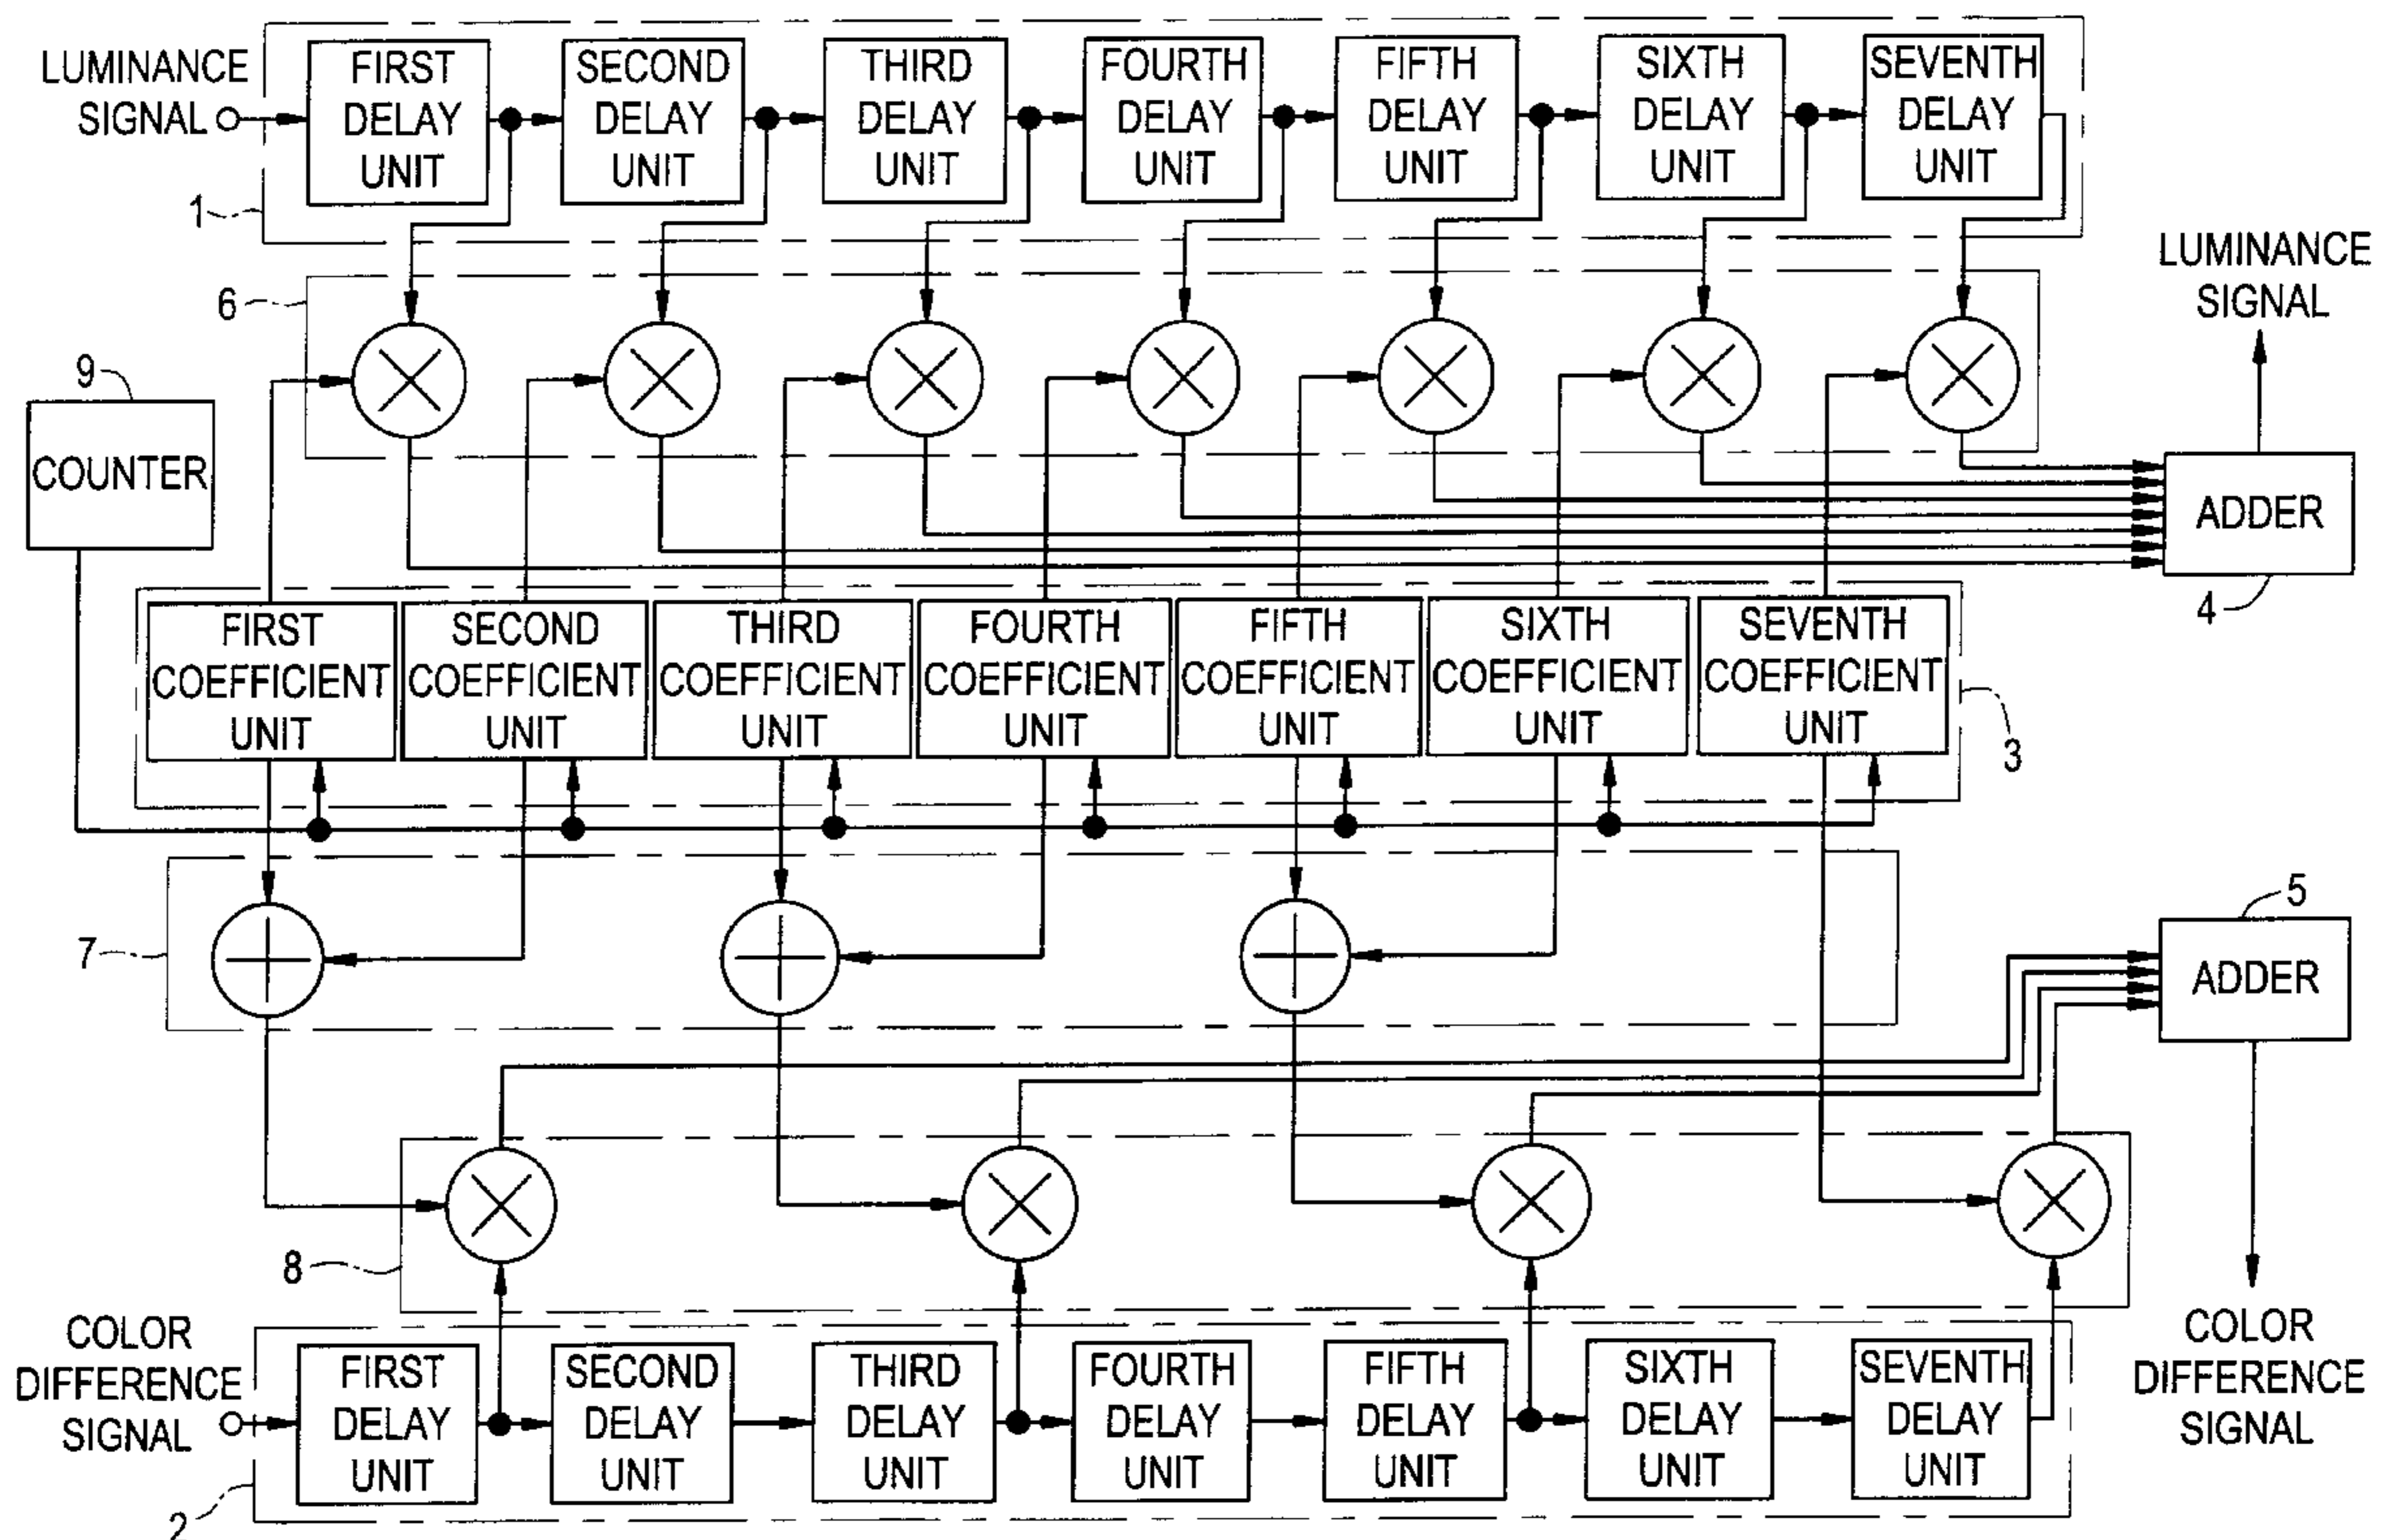 LUMINANCE
SIGNAL
FIRST
DELAY
UNIT
SECOND
DELAY
UNIT
THIRD
DELAY
UNIT
FOURTH
DELAY
UNIT
FIFTH
DELAY
UNIT
SIXTH
DELAY
UNIT
SEVENTH
DELAY
UNIT
1
6
LUMINANCE
SIGNAL
9
COUNTER
ADDER
4
FIRST
COEFFICIENT
UNIT
SECOND
COEFFICIENT
UNIT
THIRD
COEFFICIENT
UNIT
FOURTH
COEFFICIENT
UNIT
FIFTH
COEFFICIENT
UNIT
SIXTH
COEFFICIENT
UNIT
SEVENTH
COEFFICIENT
UNIT
3
7
5
ADDER
8
COLOR
DIFFERENCE
SIGNAL
FIRST
DELAY
UNIT
SECOND
DELAY
UNIT
THIRD
DELAY
UNIT
FOURTH
DELAY
UNIT
FIFTH
DELAY
UNIT
SIXTH
DELAY
UNIT
SEVENTH
DELAY
UNIT
COLOR
DIFFERENCE
SIGNAL
2